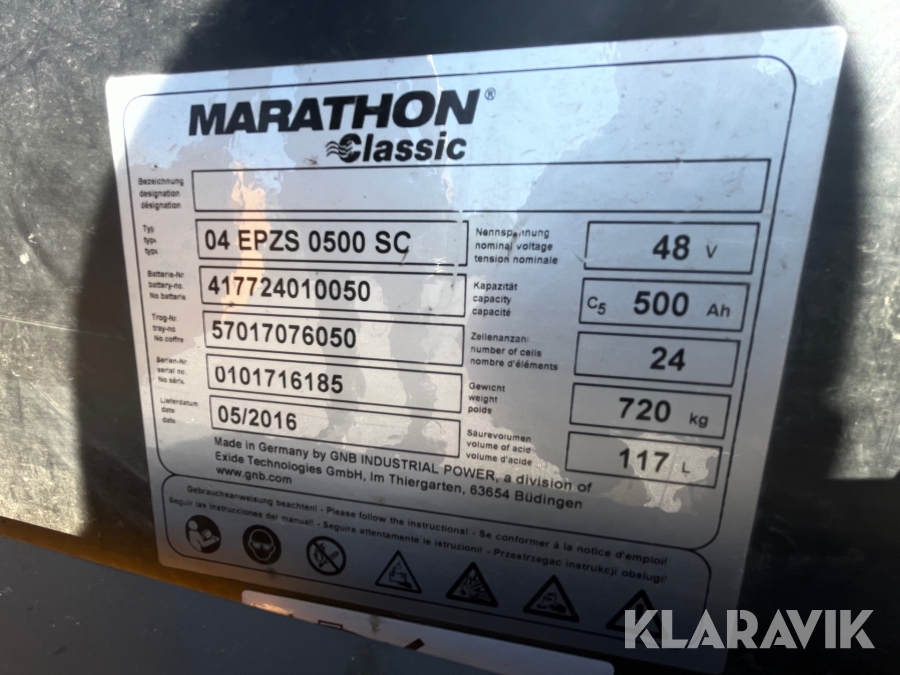 MARATHON®
Classic
Bezeichnung
designation
désignation
Typ
type
type
04 EPZS 0500 SC
Nennspannung
nominal voltage
tension nominale
48 V
Batterie-Nr.
battery-no.
No. batterie
417724010050
Kapazität
capacity
capacité
C5 500 Ah
Trog-Nr.
tray-no
No. coffre
57017076050
Zellenanzahl
number of cells
nombre d'éléments
24
Serien-Nr
serial no.
No. série
0101716185
Gewicht
weight
poids
720 kg
Lieferdatum
date
date
05/2016
Säurevolumen
volume of acid
volume d'acide
117 L
Made in Germany by GNB INDUSTRIAL POWER, a division of
Exide Technologies GmbH, Im Thiergarten, 63654 Büdingen
www.gnb.com
Gebrauchsanweisung beachten! - Please follow the instructions! - Se conformer à la notice d'emploi!
Seguir las instrucciones del manual! - Seguire attentamente le istruzioni! - Przestrzegac instrukcji obslugi!
KLARAVIK